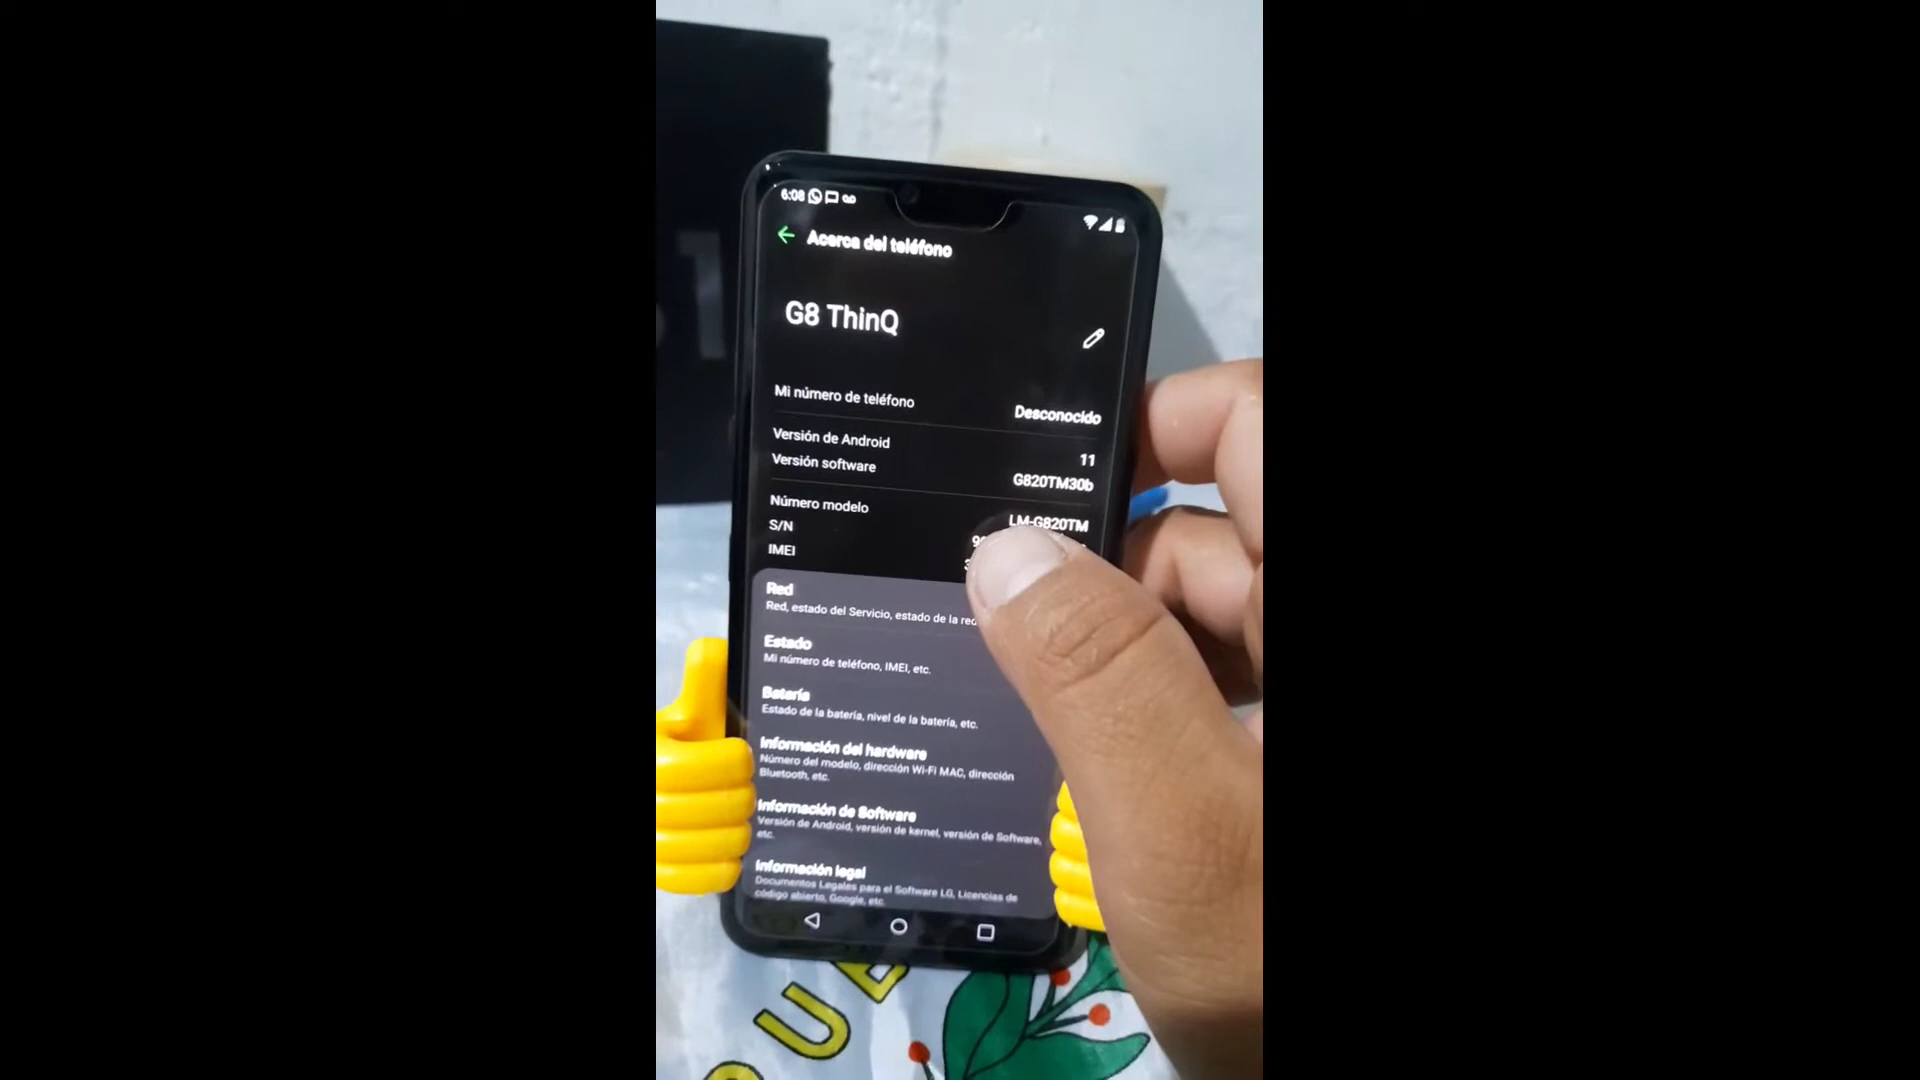 6:08
Acerca del teléfono
G8 ThinQ
Mi número de teléfono
Desconocido
Versión de Android
11
Versión software
G820TM30b
Número modelo
LM-G820TM
S/N
IMEI
Red
Red, estado del Servicio, estado de la red
Estado
Mi número de teléfono, IMEI, etc.
Batería
Estado de la batería, nivel de la batería, etc.
Información del hardware
Número del modelo, dirección Wi-Fi MAC, dirección
Bluetooth, etc.
Información de Software
Versión de Android, versión de kernel, versión de Software,
etc.
Información legal
Documentos Legales para el Software LG, Licencias de
código abierto, Google, etc.